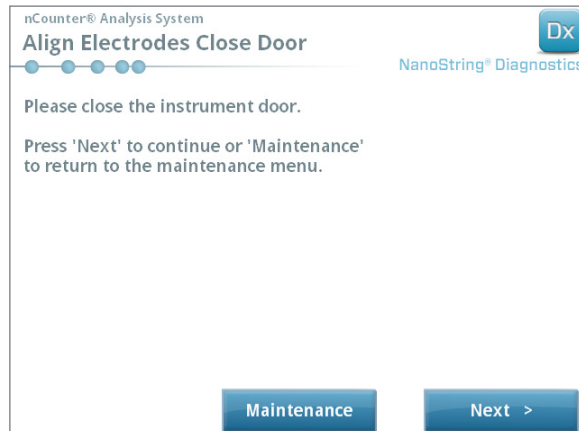 nCounter® Analysis System
Align Electrodes Close Door
Dx
NanoString® Diagnostics
Please close the instrument door.
Press 'Next' to continue or 'Maintenance'
to return to the maintenance menu.
Maintenance
Next >